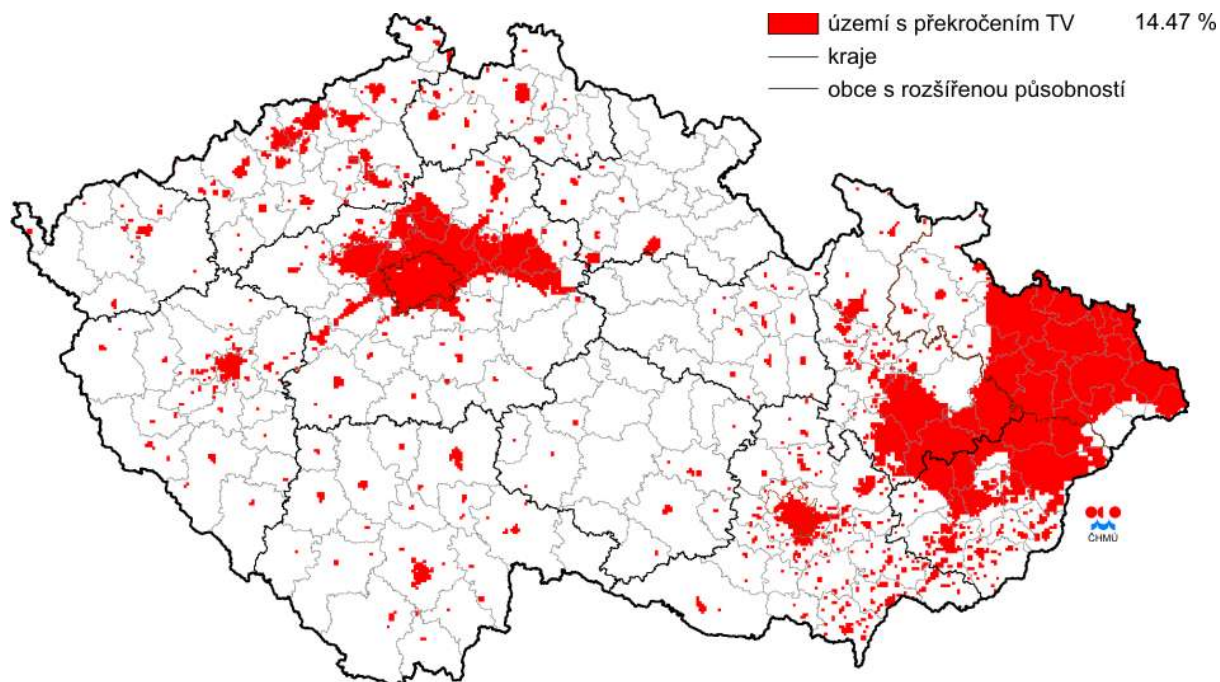 území s překročením TV 14.47 %
kraje
obce s rozšířenou působností
ČHMÚ